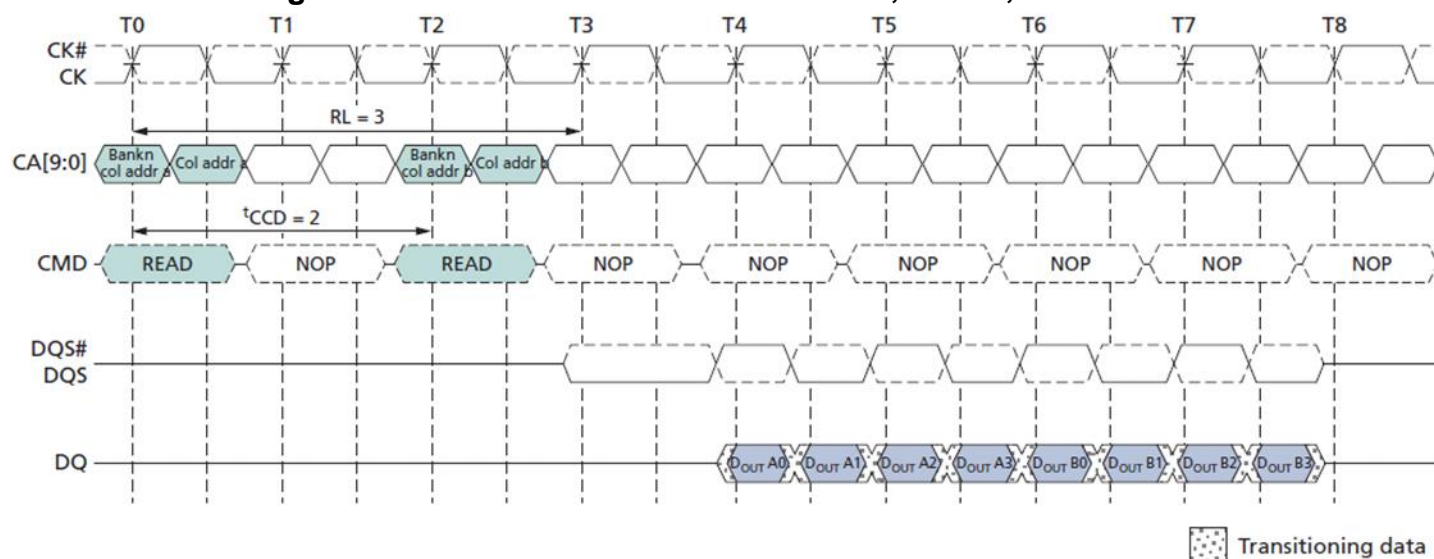 T0 T1 T2 T3 T4 T5 T6 T7 T8
CK#
CK
RL = 3
CA[9:0]
Bankn
col addr a
Col addr a
Bankn
col addr b
Col addr b
tCCD = 2
CMD READ NOP READ NOP NOP NOP NOP NOP NOP
DQS#
DQS
DQ DOUT A0 DOUT A1 DOUT A2 DOUT A3 DOUT B0 DOUT B1 DOUT B2 DOUT B3
Transitioning data